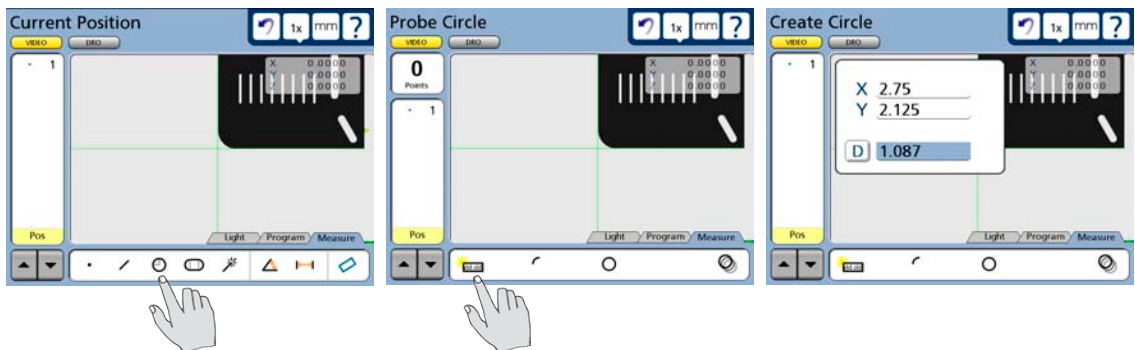 Current Position
1x mm ?
VIDEO DRO
1
X 0.0000
Y 0.0000
Z 0.0000
Pos
Light Program Measure
Probe Circle
1x mm ?
VIDEO DRO
0
Points
1
X 0.0000
Y 0.0000
Z 0.0000
Pos
Light Program Measure
Create Circle
1x mm ?
VIDEO DRO
1
X 0.0000
0.0000
0.0000
X 2.75
Y 2.125
D 1.087
Pos
Light Program Measure